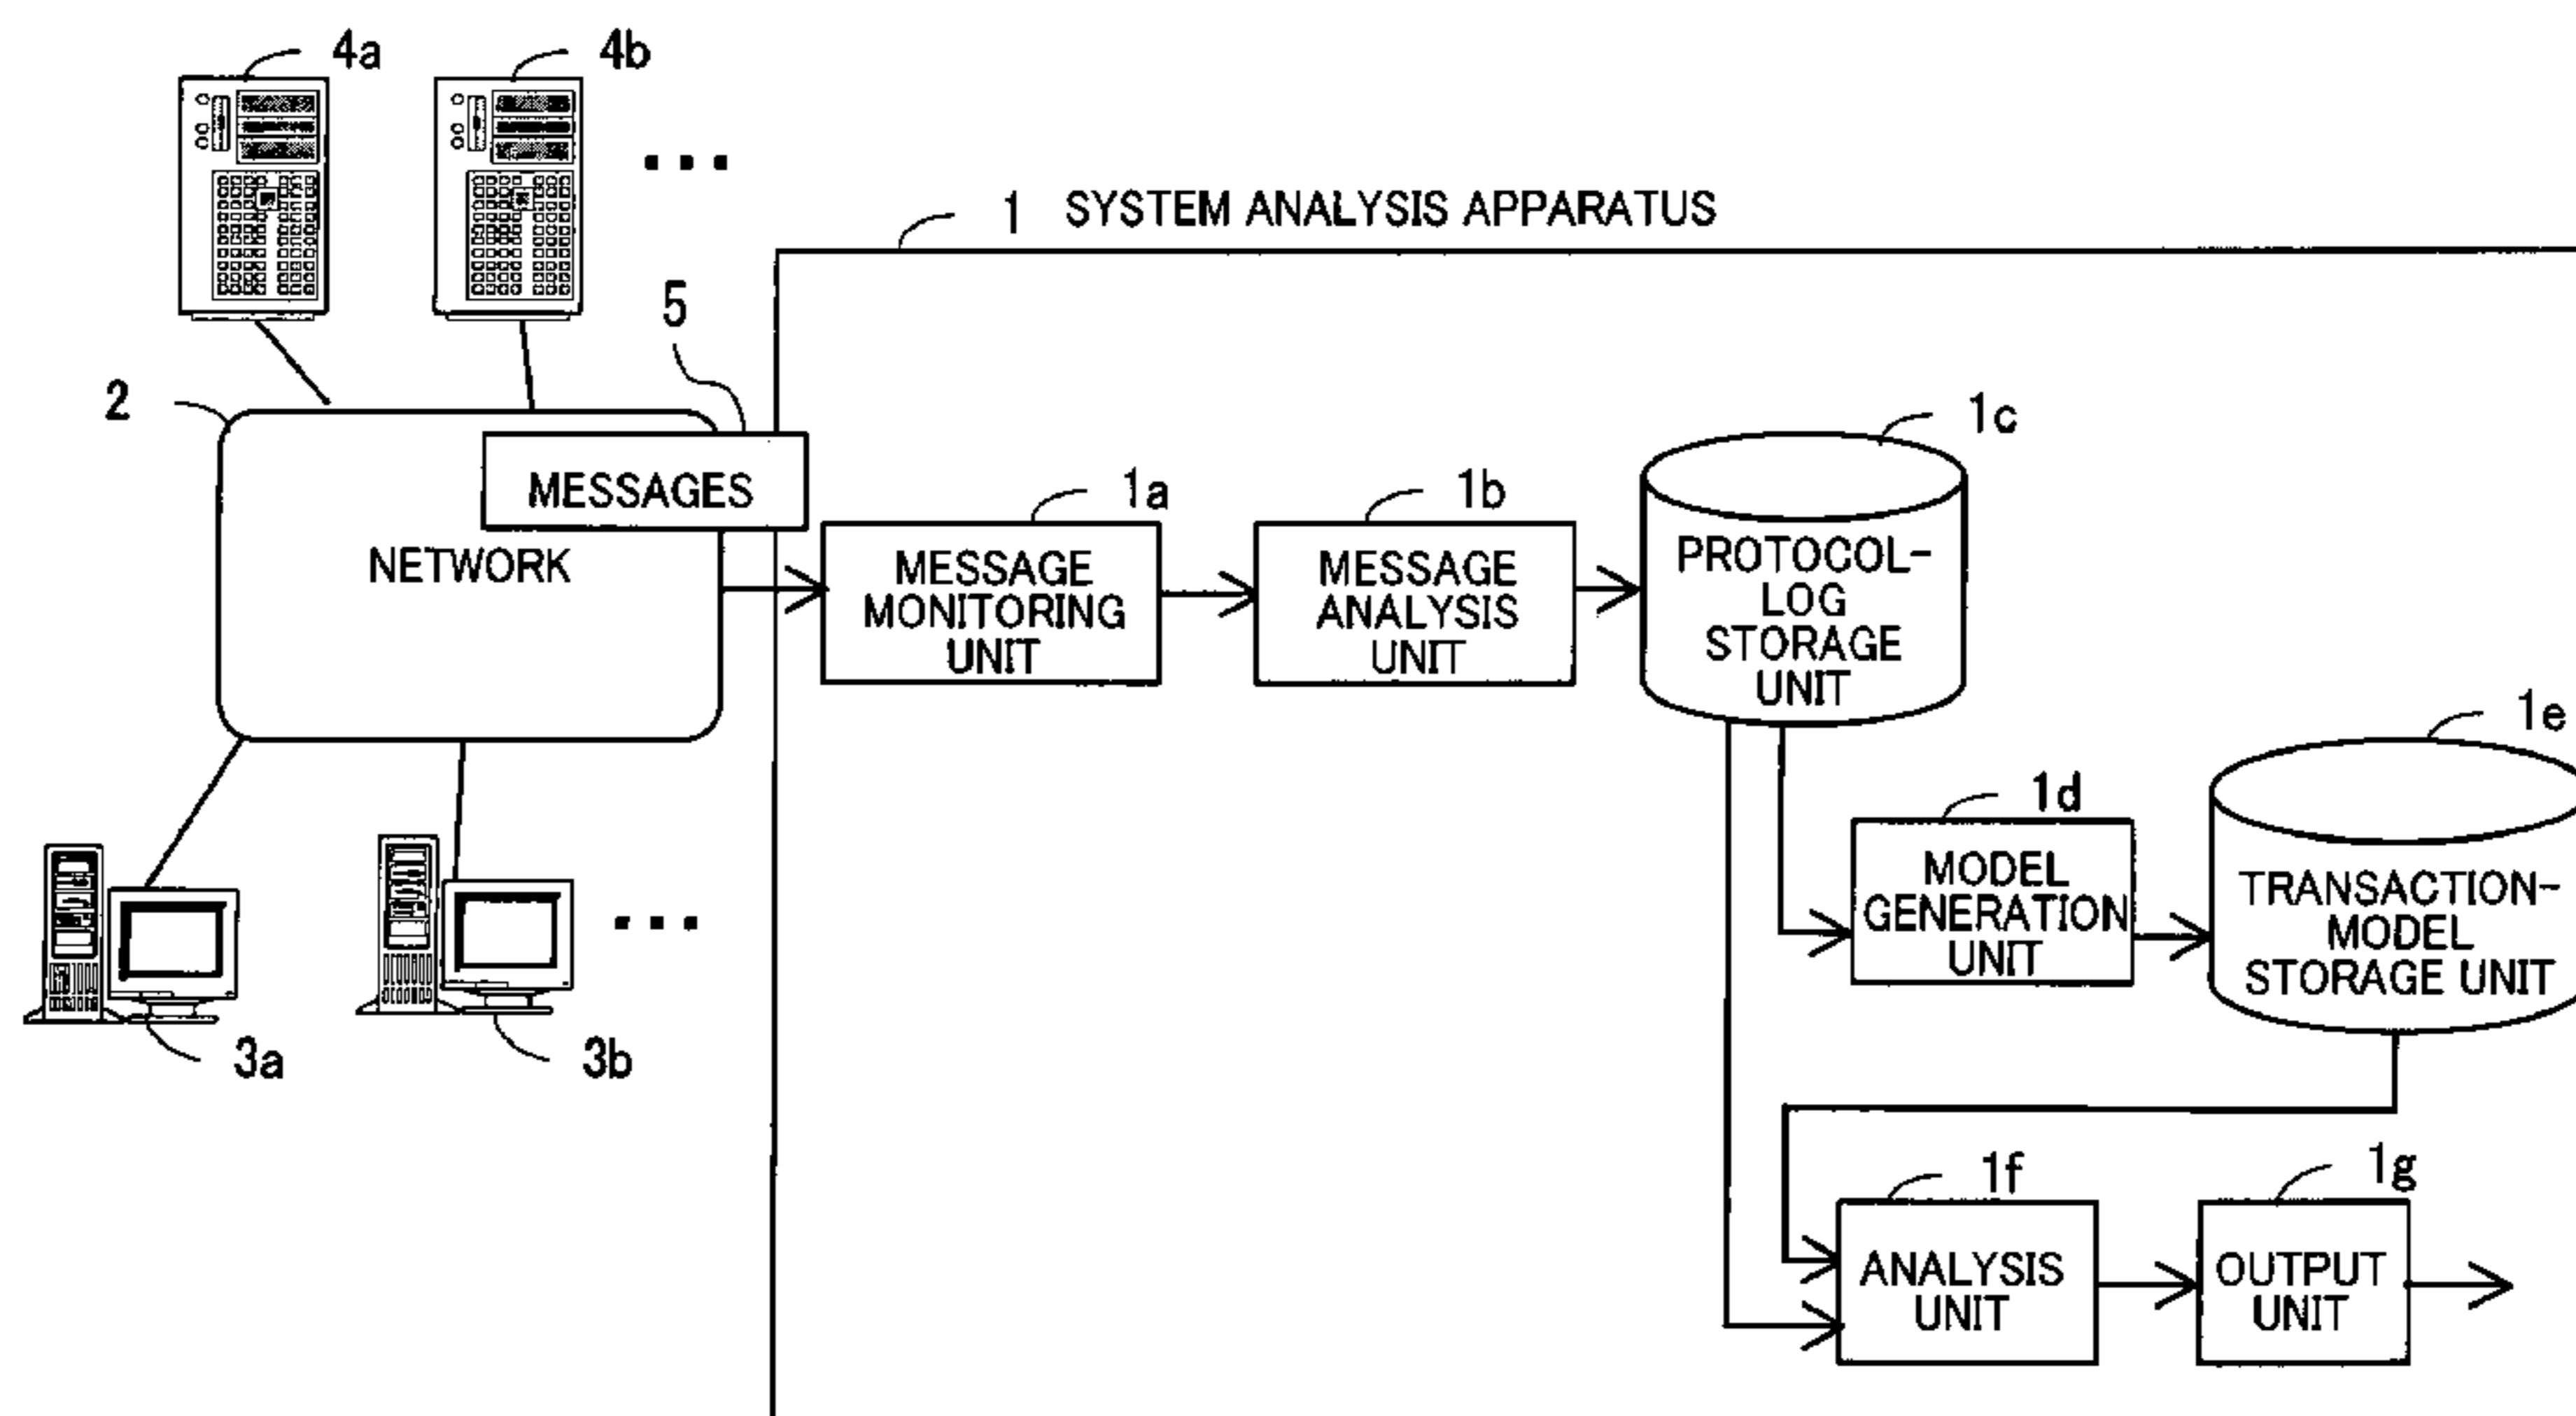 4a
4b
1 SYSTEM ANALYSIS APPARATUS
5
2
MESSAGES
NETWORK
1a
MESSAGE
MONITORING
UNIT
1b
MESSAGE
ANALYSIS
UNIT
1c
PROTOCOL-
LOG
STORAGE
UNIT
1d
MODEL
GENERATION
UNIT
1e
TRANSACTION-
MODEL
STORAGE UNIT
3a
3b
1f
ANALYSIS
UNIT
1g
OUTPUT
UNIT